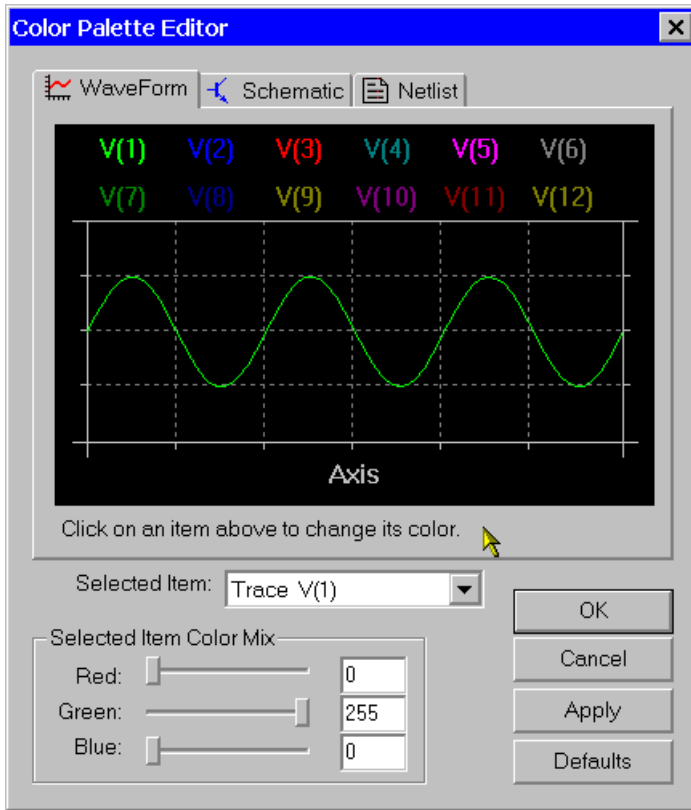 Color Palette Editor
WaveForm Schematic Netlist
V(1) V(2) V(3) V(4) V(5) V(6)
V(7) V(8) V(9) V(10) V(11) V(12)
Axis
Click on an item above to change its color.
Selected Item: Trace V(1)
OK
Selected Item Color Mix
Cancel
Red: 0
Green: 255
Apply
Blue: 0
Defaults